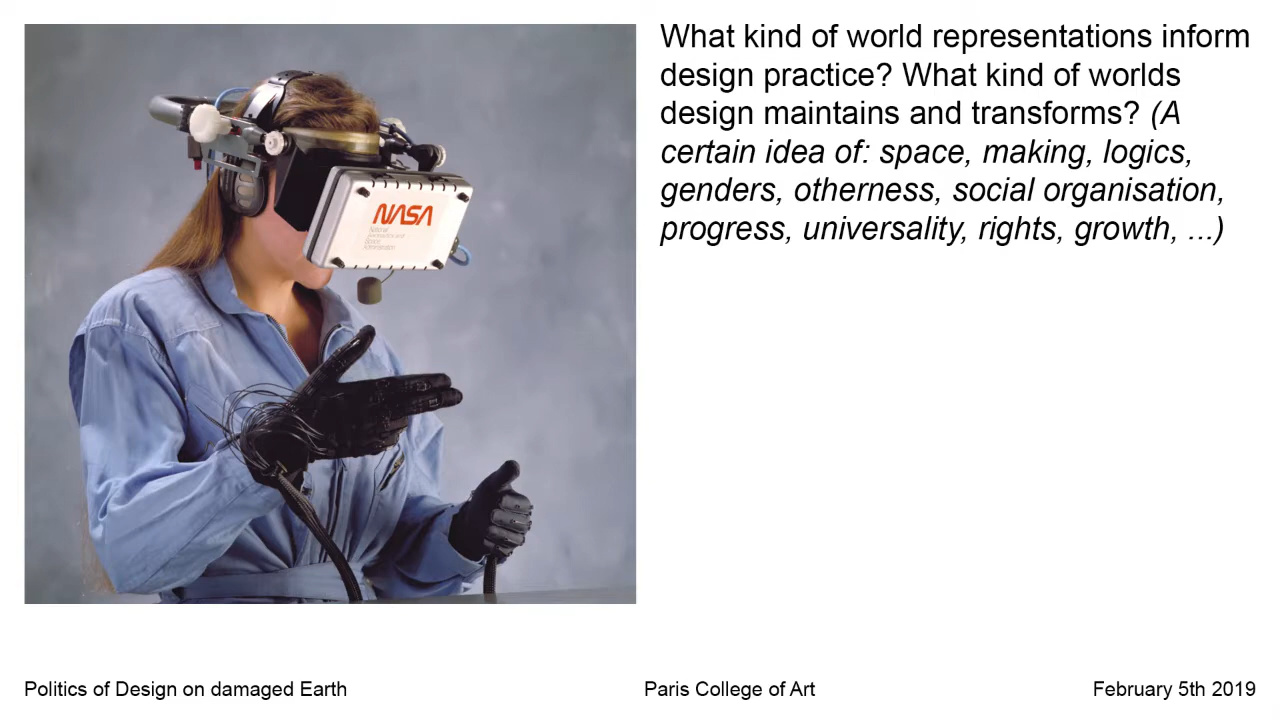 What kind of world representations inform
design practice? What kind of worlds
design maintains and transforms? (A
certain idea of: space, making, logics,
genders, otherness, social organisation,
progress, universality, rights, growth, ...)
NASA
Politics of Design on damaged Earth
Paris College of Art
February 5th 2019